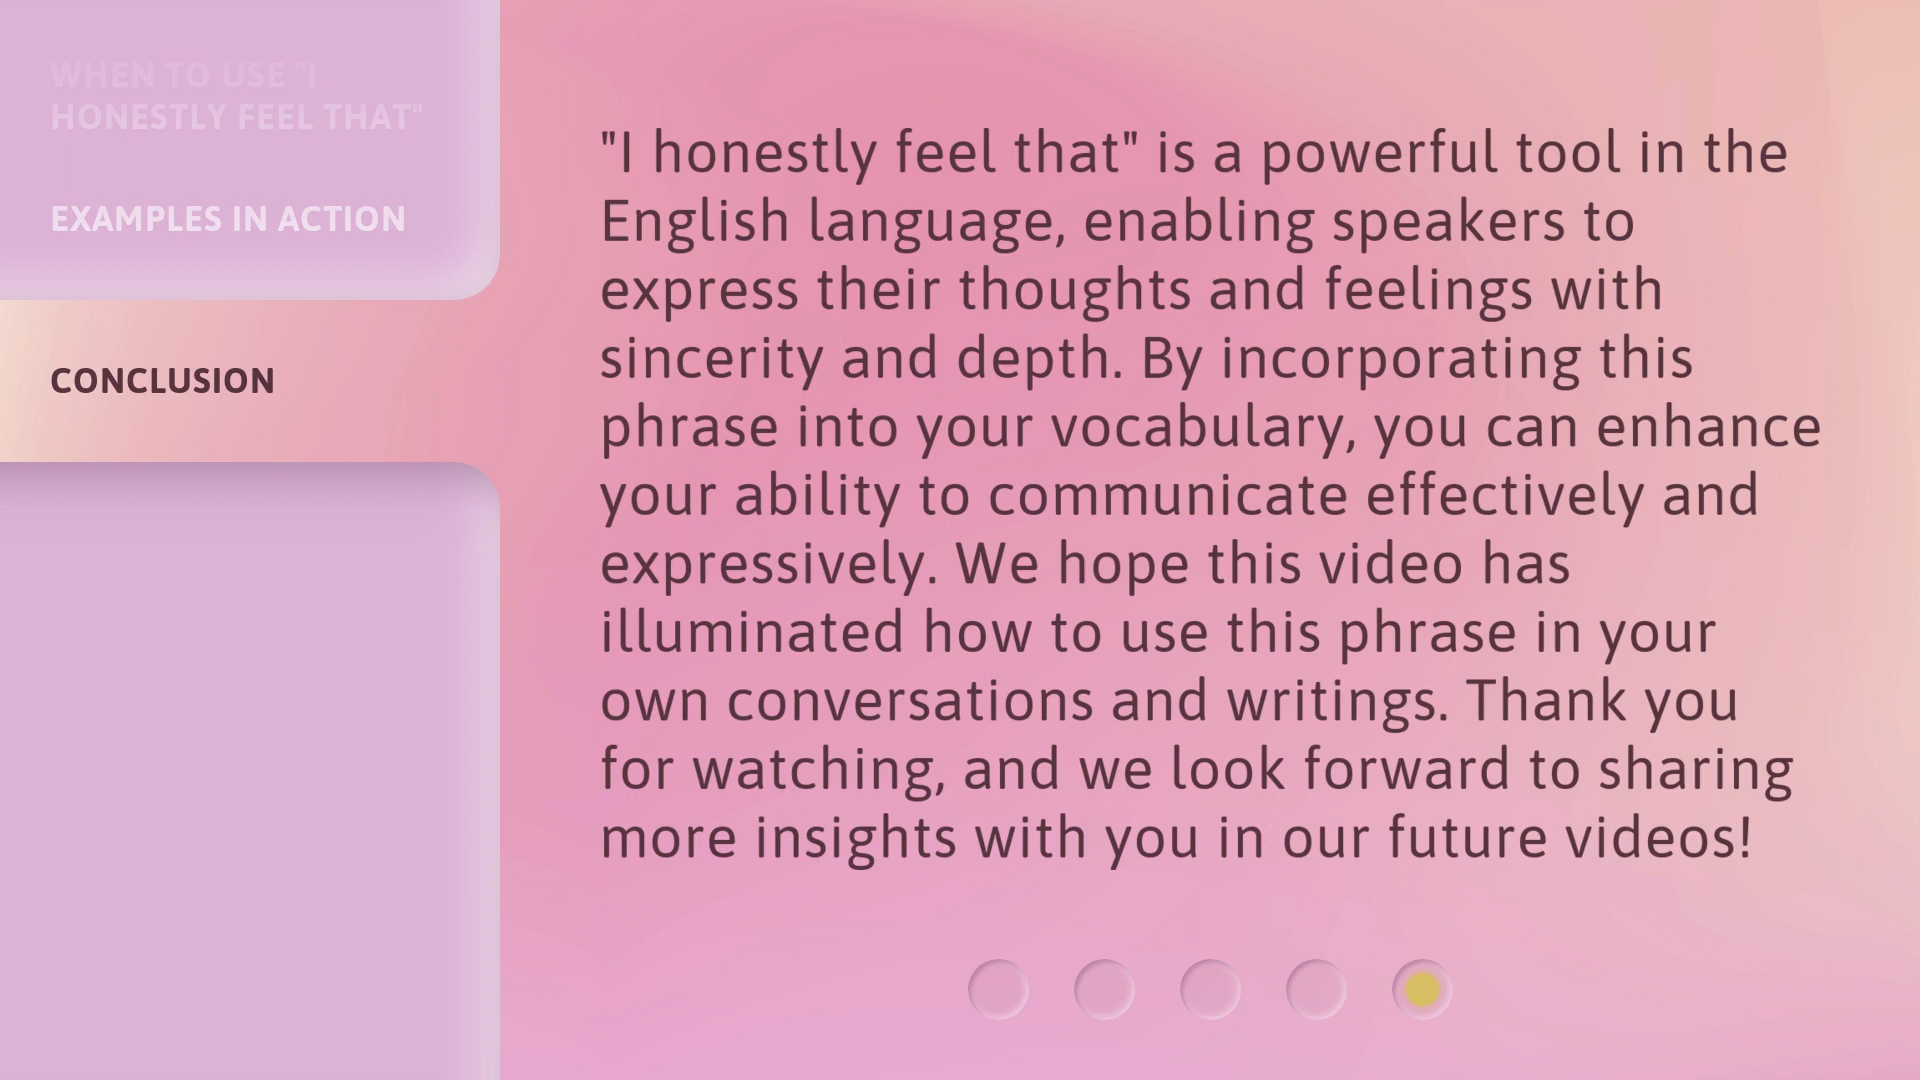 WHEN TO USE "I
HONESTLY FEEL THAT"
EXAMPLES IN ACTION
CONCLUSION
"I honestly feel that" is a powerful tool in the
English language, enabling speakers to
express their thoughts and feelings with
sincerity and depth. By incorporating this
phrase into your vocabulary, you can enhance
your ability to communicate effectively and
expressively. We hope this video has
illuminated how to use this phrase in your
own conversations and writings. Thank you
for watching, and we look forward to sharing
more insights with you in our future videos!